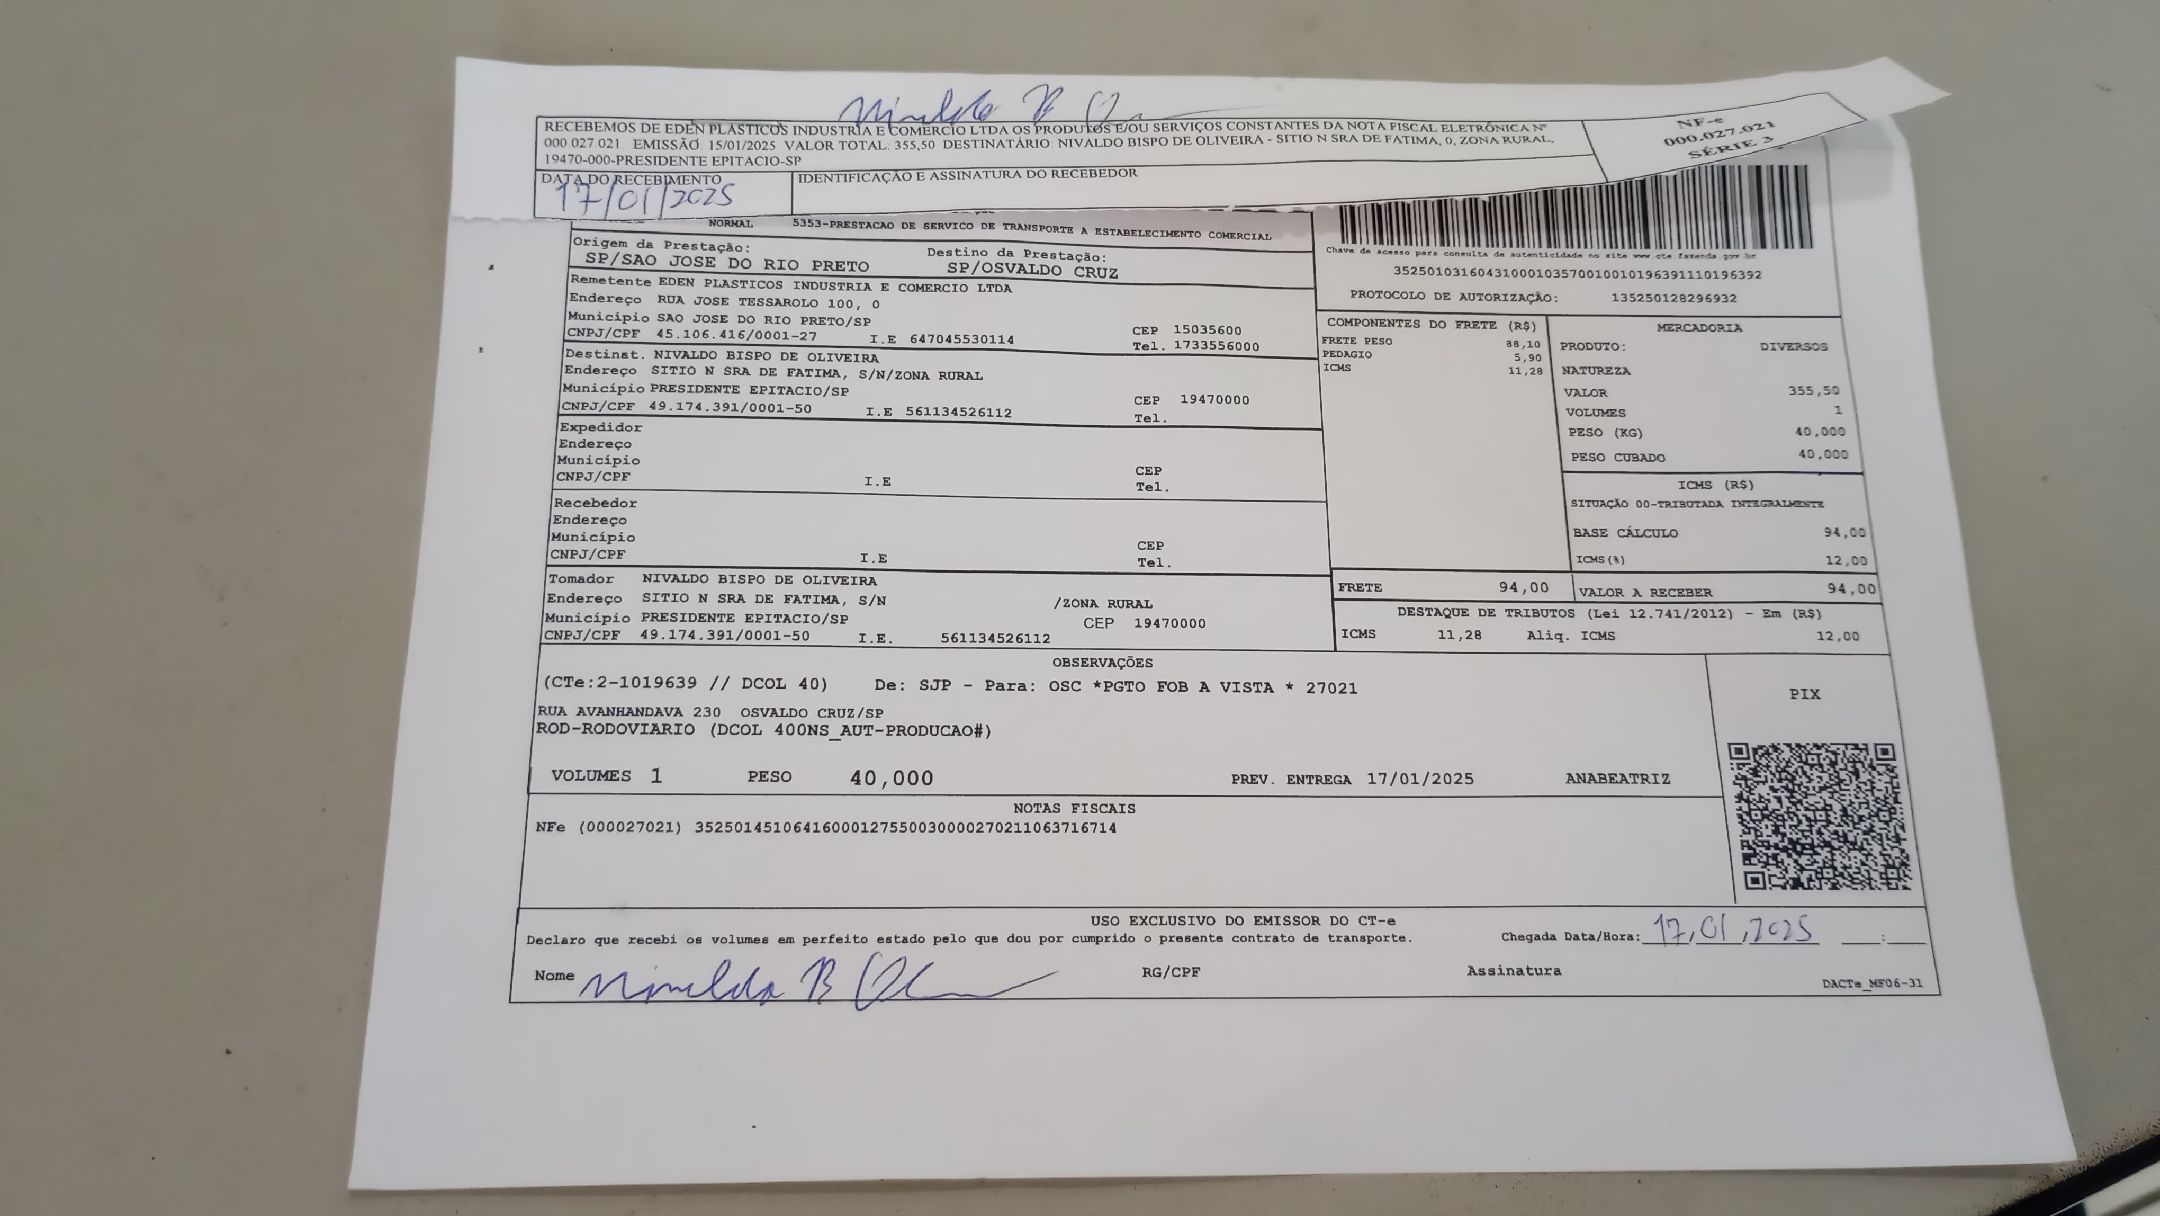 Nivaldo B
RECEBEMOS DE EDEN PLASTICOS INDUSTRIA E COMERCIO LTDA OS PRODUTOS E/OU SERVIÇOS CONSTANTES DA NOTA FISCAL ELETRÔNICA Nº
000 027 021 EMISSÃO: 15/01/2025 VALOR TOTAL: 355,50 DESTINATÁRIO: NIVALDO BISPO DE OLIVEIRA - SITIO N SRA DE FATIMA, 0, ZONA RURAL,
19470-000-PRESIDENTE EPITACIO-SP
NF-e
000.027.021
SÉRIE 3
DATA DO RECEBIMENTO
17/01/2025
IDENTIFICAÇÃO E ASSINATURA DO RECEBEDOR
NORMAL 5353-PRESTACAO DE SERVICO DE TRANSPORTE A ESTABELECIMENTO COMERCIAL
Origem da Prestação: Destino da Prestação:
SP/SAO JOSE DO RIO PRETO SP/OSVALDO CRUZ
Chave de acesso para consulta de autenticidade no site www.cte.fazenda.gov.br
35250103160431000103570010010196391110196392
PROTOCOLO DE AUTORIZAÇÃO: 135250128296932
Remetente EDEN PLASTICOS INDUSTRIA E COMERCIO LTDA
Endereço RUA JOSE TESSAROLO 100, 0
Município SAO JOSE DO RIO PRETO/SP CEP 15035600
CNPJ/CPF 45.106.416/0001-27 I.E 647045530114 Tel. 1733556000
Destinat. NIVALDO BISPO DE OLIVEIRA
Endereço SITIO N SRA DE FATIMA, S/N/ZONA RURAL
Município PRESIDENTE EPITACIO/SP CEP 19470000
CNPJ/CPF 49.174.391/0001-50 I.E 561134526112 Tel.
Expedidor
Endereço
Município CEP
CNPJ/CPF I.E Tel.
Recebedor
Endereço
Município CEP
CNPJ/CPF I.E Tel.
Tomador NIVALDO BISPO DE OLIVEIRA
Endereço SITIO N SRA DE FATIMA, S/N /ZONA RURAL
Município PRESIDENTE EPITACIO/SP CEP 19470000
CNPJ/CPF 49.174.391/0001-50 I.E. 561134526112
COMPONENTES DO FRETE (R$)
FRETE PESO 88,10
PEDAGIO 5,90
ICMS 11,28
MERCADORIA
PRODUTO: DIVERSOS
NATUREZA
VALOR 355,50
VOLUMES 1
PESO (KG) 40,000
PESO CUBADO 40,000
ICMS (R$)
SITUAÇÃO 00-TRIBUTADA INTEGRALMENTE
BASE CÁLCULO 94,00
ICMS(%) 12,00
FRETE 94,00 VALOR A RECEBER 94,00
DESTAQUE DE TRIBUTOS (Lei 12.741/2012) - Em (R$)
ICMS 11,28 Aliq. ICMS 12,00
OBSERVAÇÕES
(CTe:2-1019639 // DCOL 40) De: SJP - Para: OSC *PGTO FOB A VISTA * 27021
RUA AVANHANDAVA 230 OSVALDO CRUZ/SP
ROD-RODOVIARIO (DCOL 400NS_AUT-PRODUCAO#)
VOLUMES 1 PESO 40,000 PREV. ENTREGA 17/01/2025 ANABEATRIZ
PIX
NOTAS FISCAIS
NFe (000027021) 35250145106416000127550030000270211063716714
USO EXCLUSIVO DO EMISSOR DO CT-e
Declaro que recebi os volumes em perfeito estado pelo que dou por cumprido o presente contrato de transporte. Chegada Data/Hora: 17,01,2025 :
Nome Nivaldo B RG/CPF Assinatura
DACTe_MF06-31